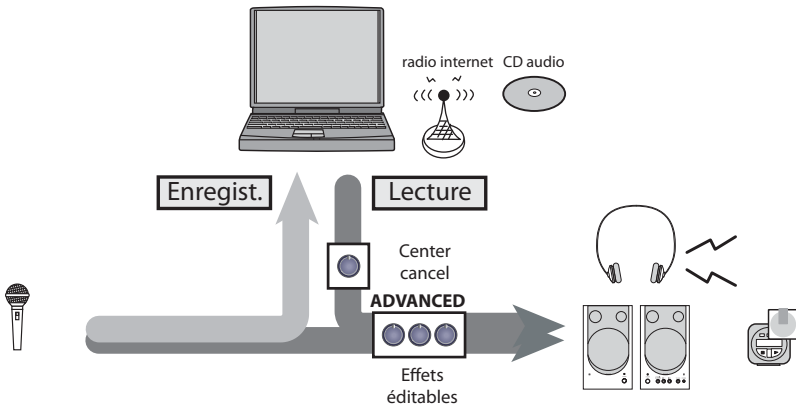 radio internet CD audio
Enregist.
Lecture
Center
cancel
ADVANCED
Effets
éditables